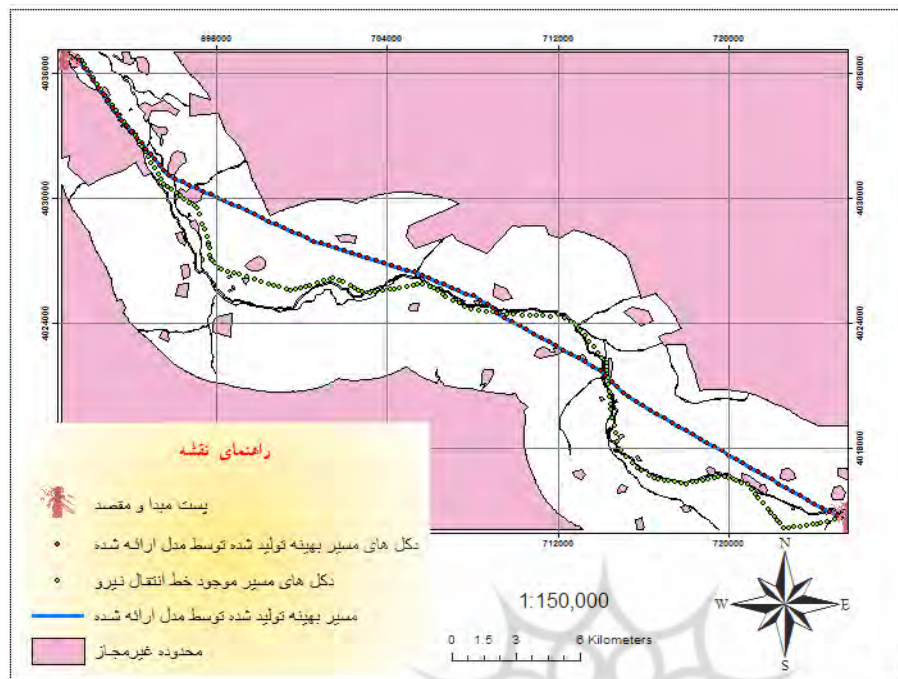 696000 704000 712000 720000
4036000 4036000
4030000 4030000
4024000 4024000
4018000 4018000
712000 720000
راهنمای نقشه
پست مبدا و مقصد
دکل های مسیر بهینه تولید شده توسط مدل ارائه شده
دکل های مسیر موجود خط انتقال نیرو
مسیر بهینه تولید شده توسط مدل ارائه شده
محدوده غیرمجاز
1:150,000
0 1.5 3 6 Kilometers
N
W E
S